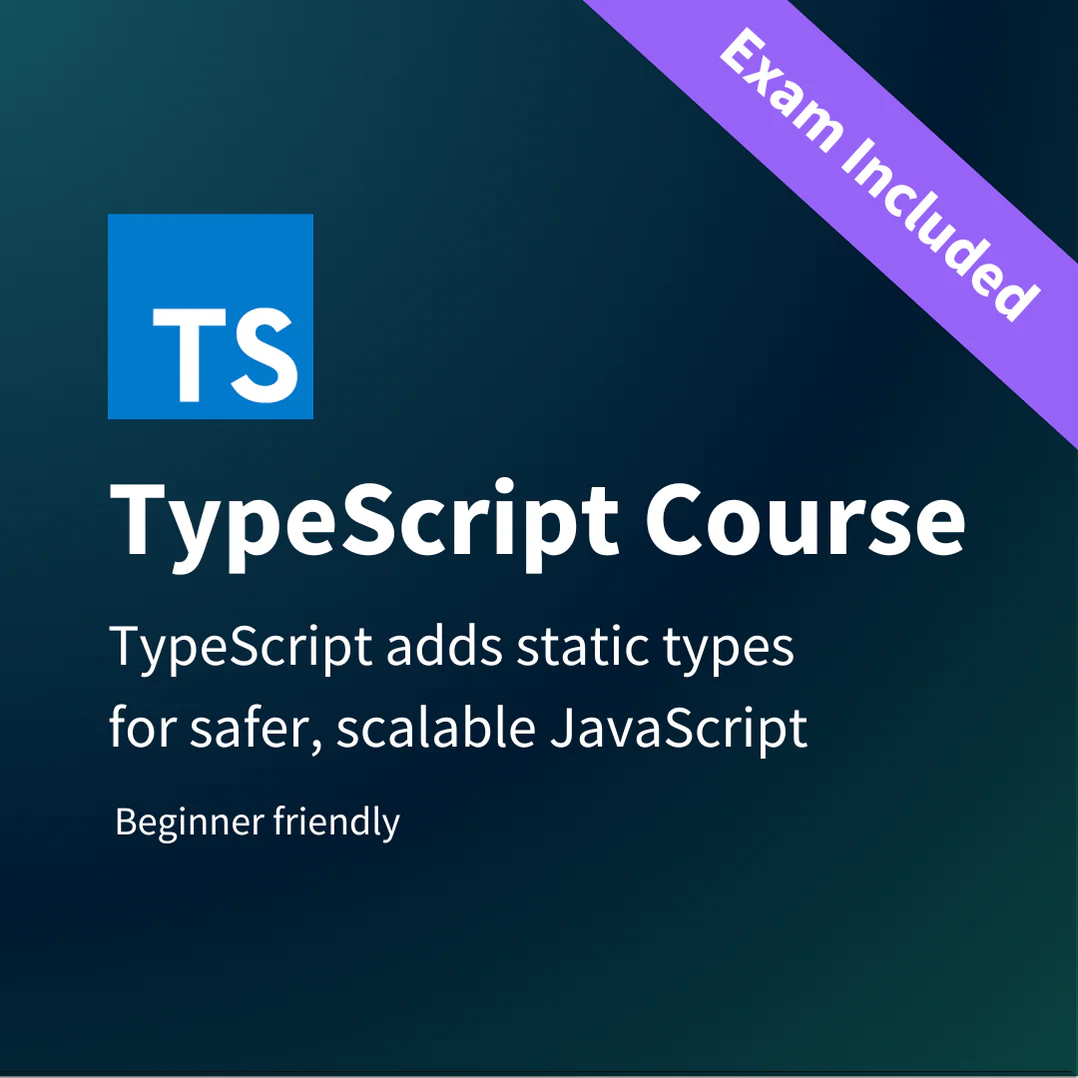 Exam Included
TS
TypeScript Course
TypeScript adds static types
for safer, scalable JavaScript
Beginner friendly